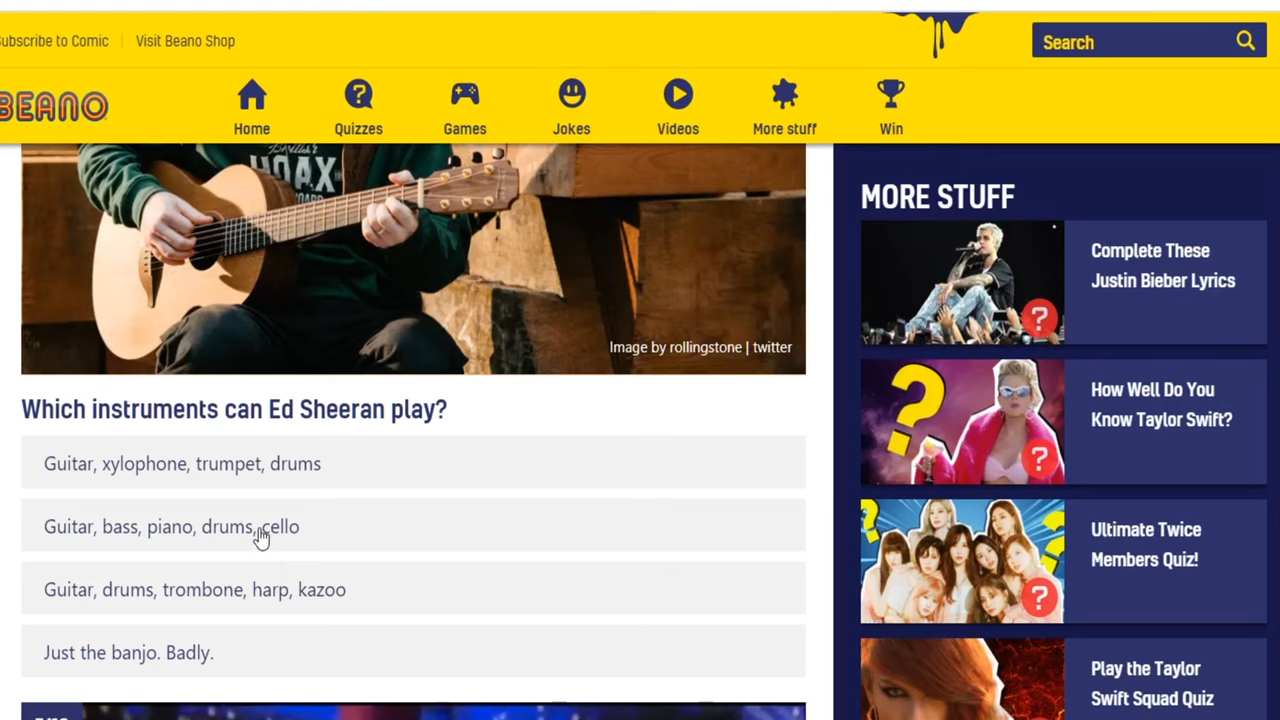 Subscribe to Comic
Visit Beano Shop
Search
BEANO
Home
Quizzes
Games
Jokes
Videos
More stuff
Win
HOAX
Image by rollingstone | twitter
Which instruments can Ed Sheeran play?
Guitar, xylophone, trumpet, drums
Guitar, bass, piano, drums, cello
Guitar, drums, trombone, harp, kazoo
Just the banjo. Badly.
MORE STUFF
Complete These
Justin Bieber Lyrics
?
How Well Do You
Know Taylor Swift?
?
?
Ultimate Twice
Members Quiz!
?
?
Play the Taylor
Swift Squad Quiz